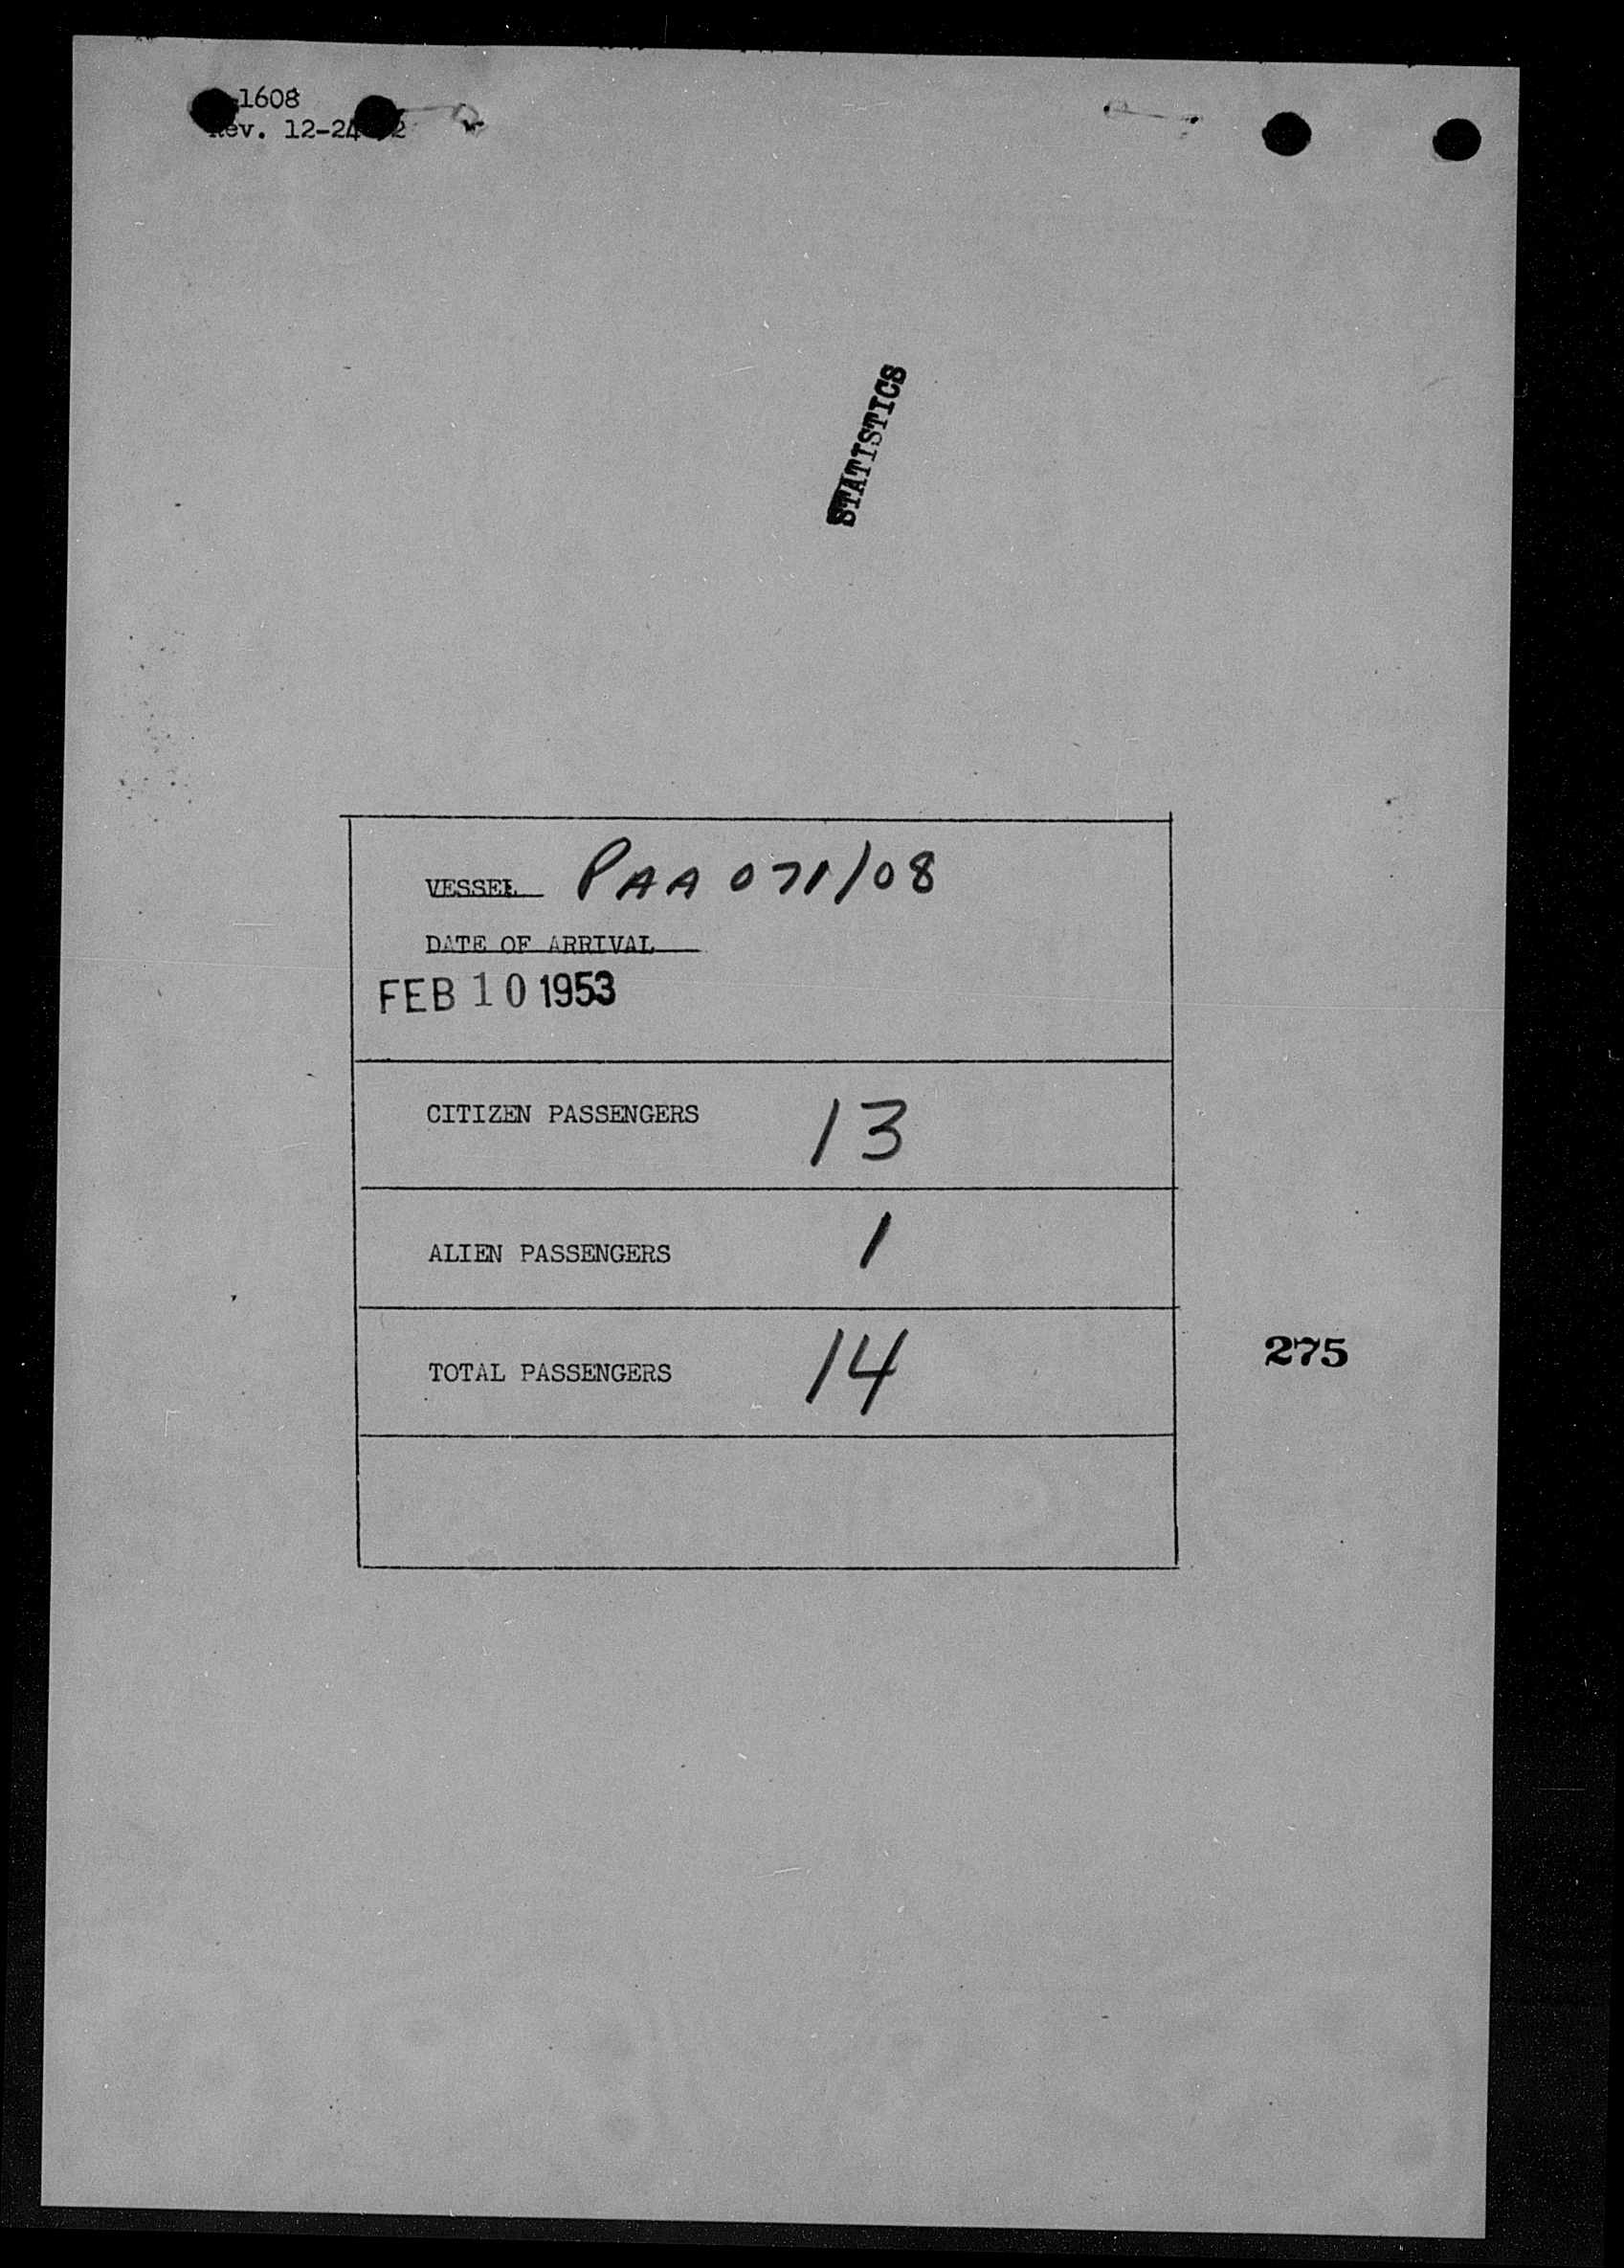 1608
Rev. 12-24
STATISTICS
VESSEL PAA 071/08
DATE OF ARRIVAL
FEB 10 1953
CITIZEN PASSENGERS 13
ALIEN PASSENGERS 1
TOTAL PASSENGERS 14
275